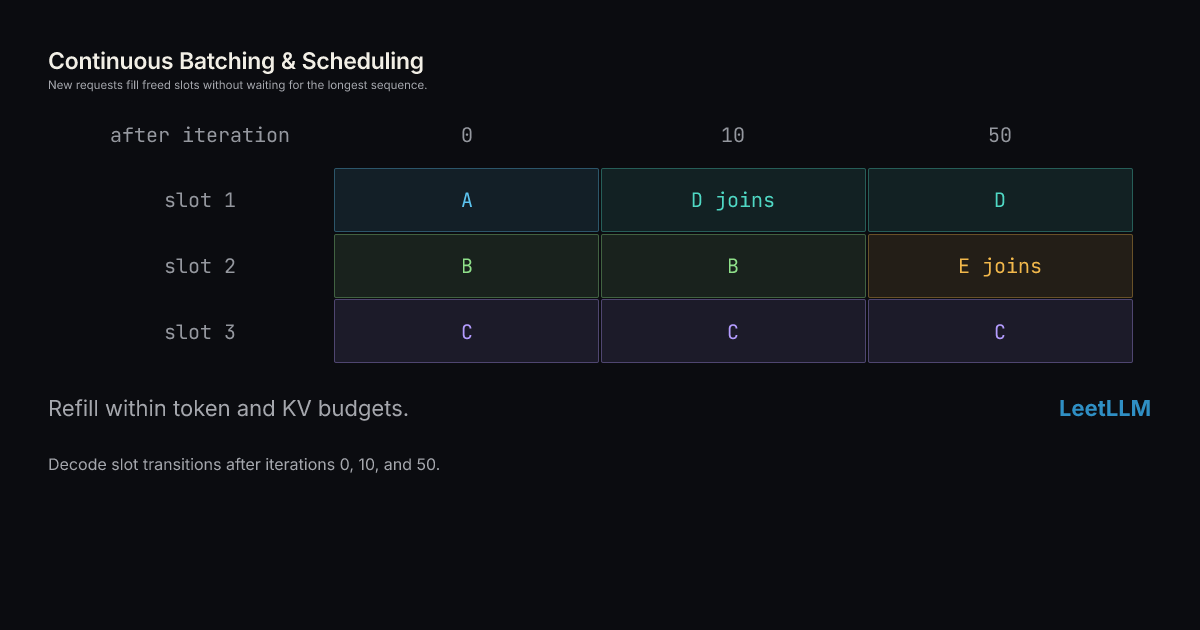 Continuous Batching & Scheduling
New requests fill freed slots without waiting for the longest sequence.
after iteration 0 10 50
slot 1 A D joins D
slot 2 B B E joins
slot 3 C C C
Refill within token and KV budgets.
LeetLLM
Decode slot transitions after iterations 0, 10, and 50.